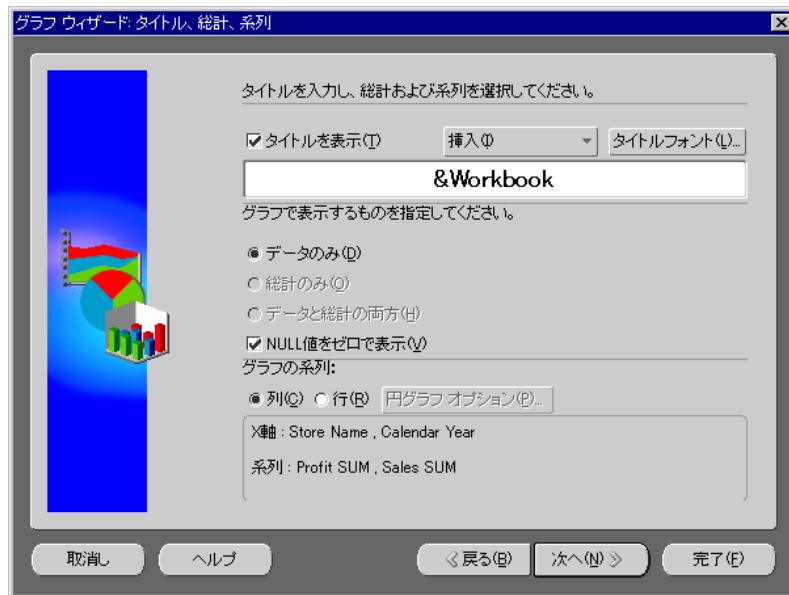 グラフ ウィザード: タイトル、総計、系列
タイトルを入力し、総計および系列を選択してください。
タイトルを表示(T) 挿入(I) タイトルフォント(L)...
&Workbook
グラフで表示するものを指定してください。
データのみ(D)
総計のみ(O)
データと総計の両方(H)
NULL値をゼロで表示(V)
グラフの系列:
列(C) 行(R) 円グラフ オプション(P)...
X軸 : Store Name , Calendar Year
系列 : Profit SUM , Sales SUM
取消し ヘルプ 戻る(B) 次へ(N) 完了(F)